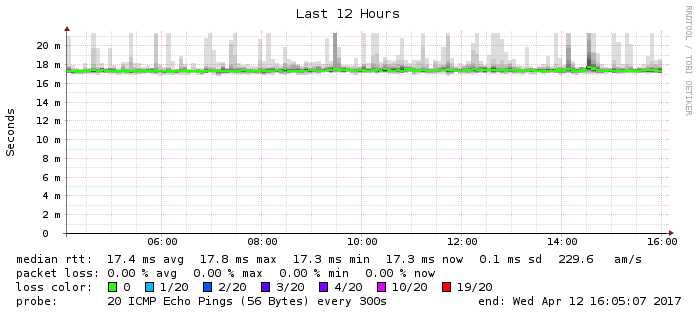 Last 12 Hours
RRDTOOL / TOBI OETIKER
Seconds
20 m
18 m
16 m
14 m
12 m
10 m
8 m
6 m
4 m
2 m
0
06:00 08:00 10:00 12:00 14:00 16:00
median rtt: 17.4 ms avg 17.8 ms max 17.3 ms min 17.3 ms now 0.1 ms sd 229.6 am/s
packet loss: 0.00 % avg 0.00 % max 0.00 % min 0.00 % now
loss color: 0 1/20 2/20 3/20 4/20 10/20 19/20
probe: 20 ICMP Echo Pings (56 Bytes) every 300s end: Wed Apr 12 16:05:07 2017